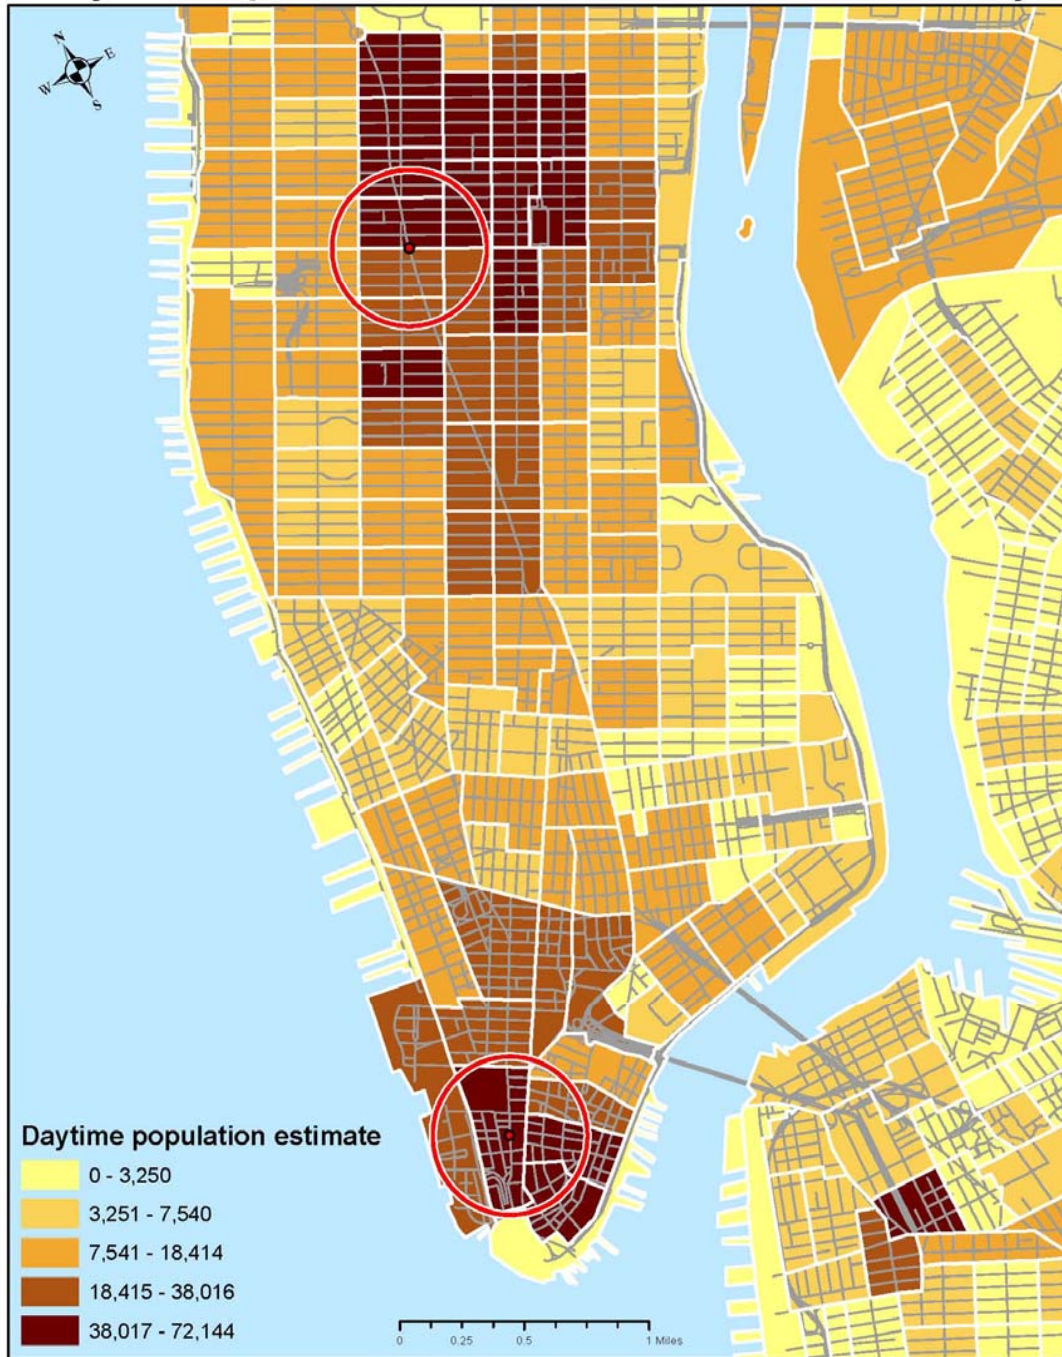 N
E
W
S
Daytime population estimate
0 - 3,250
3,251 - 7,540
7,541 - 18,414
18,415 - 38,016
38,017 - 72,144
0 0.25 0.5 1 Miles